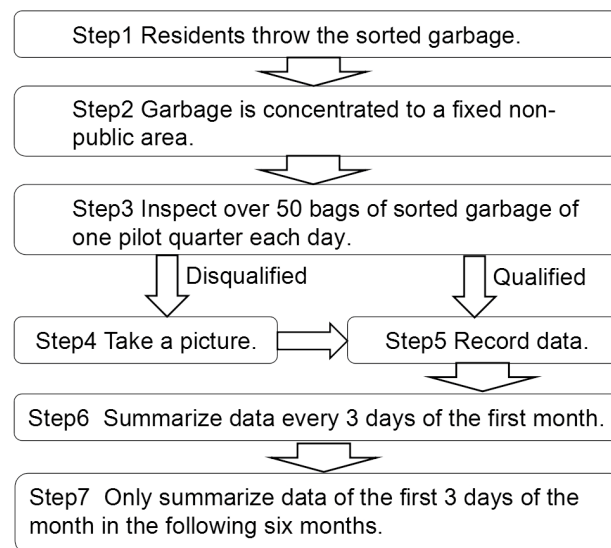 Step1 Residents throw the sorted garbage.
Step2 Garbage is concentrated to a fixed non-
public area.
Step3 Inspect over 50 bags of sorted garbage of
one pilot quarter each day.
Disqualified
Qualified
Step4 Take a picture.
Step5 Record data.
Step6 Summarize data every 3 days of the first month.
Step7 Only summarize data of the first 3 days of the
month in the following six months.